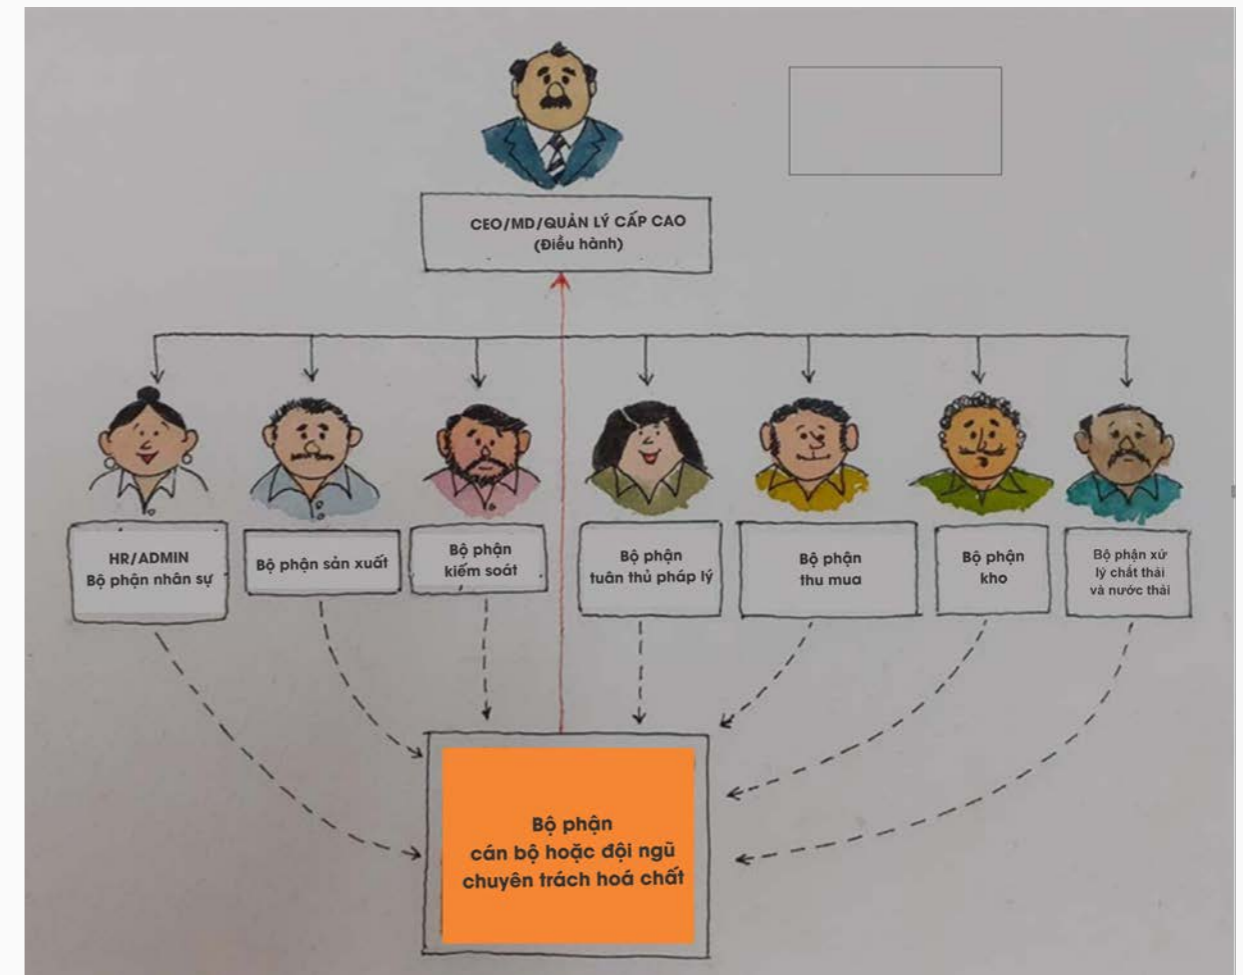 CEO/MD/QUẢN LÝ CẤP CAO
(Điều hành)
HR/ADMIN
Bộ phận nhân sự
Bộ phận sản xuất
Bộ phận
kiểm soát
Bộ phận
tuân thủ pháp lý
Bộ phận
thu mua
Bộ phận
kho
Bộ phận xử
lý chất thải
và nước thải
Bộ phận
cán bộ hoặc đội ngũ
chuyên trách hoá chất